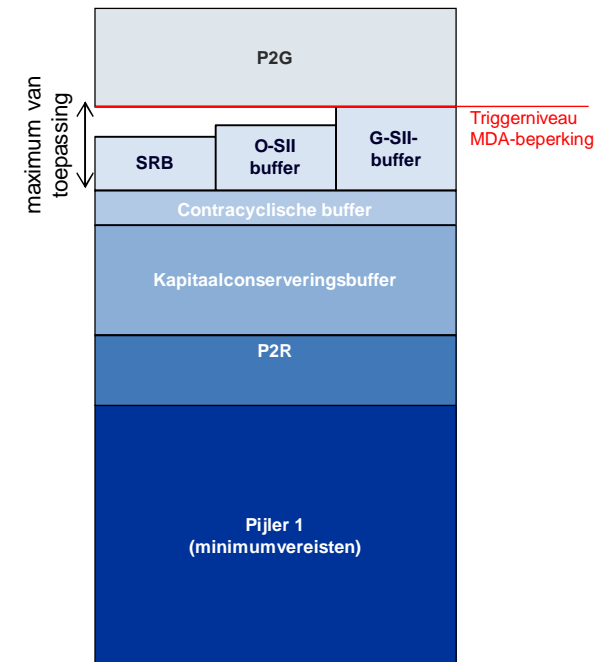 P2G
maximum van
toepassing
Triggerniveau
MDA-beperking
SRB
O-SII
buffer
G-SII-
buffer
Contracyclische buffer
Kapitaalconserveringsbuffer
P2R
Pijler 1
(minimumvereisten)